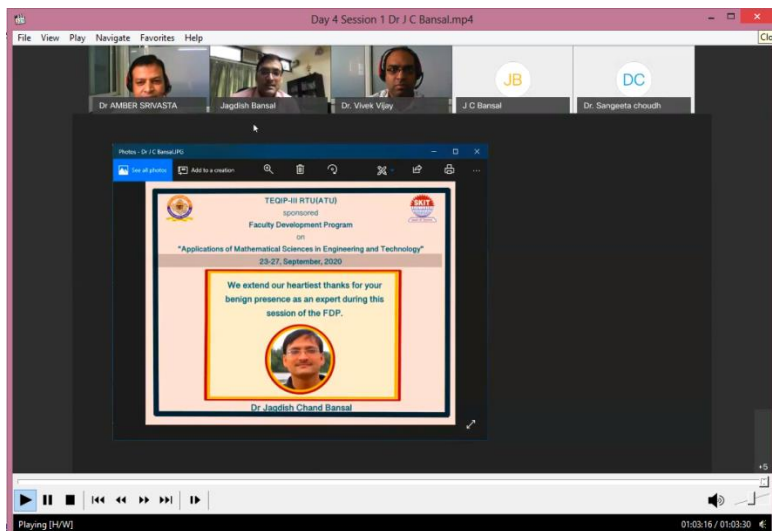 Day 4 Session 1 Dr J C Bansal.mp4
File View Play Navigate Favorites Help
Clo
JB
DC
Dr AMBER SRIVASTA
Jagdish Bansal
Dr. Vivek Vijay
J C Bansal
Dr. Sangeeta choudh
Photos - Dr J C Bansal.JPG
See all photos
Add to a creation
TEQIP-III RTU(ATU)
sponsored
Faculty Development Program
on
"Applications of Mathematical Sciences in Engineering and Technology"
23-27, September, 2020
SKIT
We extend our heartiest thanks for your
benign presence as an expert during this
session of the FDP.
Dr Jagdish Chand Bansal
+5
Playing [H/W]
01:03:16 / 01:03:30